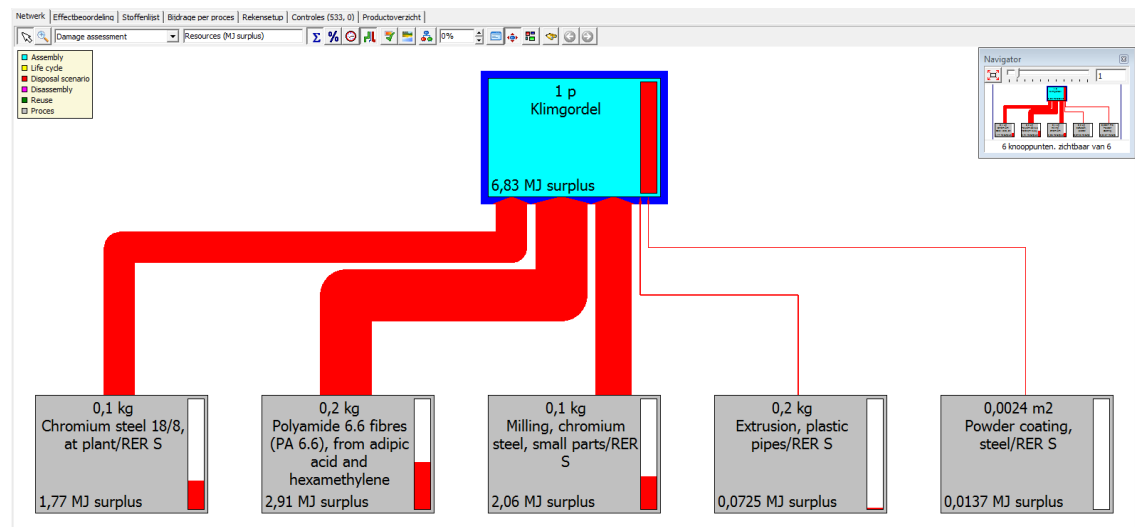 Netwerk Effectbeoordeling Stoffenlijst Bijdrage per proces Rekensetup Controles (533, 0) Productoverzicht
Damage assessment Resources (MJ surplus) Σ % 0%
Assembly
Life cycle
Disposal scenario
Disassembly
Reuse
Proces
Navigator
1
6 knooppunten. zichtbaar van 6
1 p
Klimgordel
6,83 MJ surplus
0,1 kg
Chromium steel 18/8,
at plant/RER S
1,77 MJ surplus
0,2 kg
Polyamide 6.6 fibres
(PA 6.6), from adipic
acid and
hexamethylene
2,91 MJ surplus
0,1 kg
Milling, chromium
steel, small parts/RER
S
2,06 MJ surplus
0,2 kg
Extrusion, plastic
pipes/RER S
0,0725 MJ surplus
0,0024 m2
Powder coating,
steel/RER S
0,0137 MJ surplus